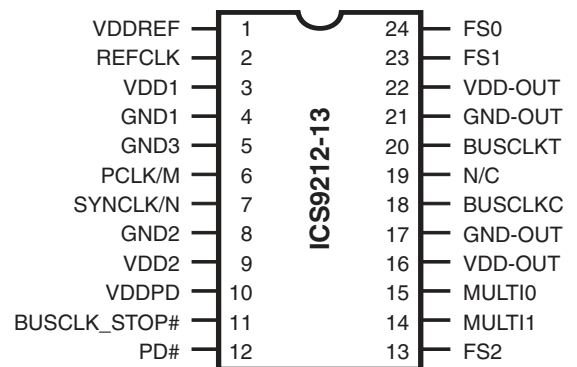 VDDREF 1 24 FS0
REFCLK 2 23 FS1
VDD1 3 22 VDD-OUT
GND1 4 21 GND-OUT
GND3 5 20 BUSCLKT
PCLK/M 6 19 N/C
SYNCLK/N 7 18 BUSCLKC
GND2 8 17 GND-OUT
VDD2 9 16 VDD-OUT
VDDPD 10 15 MULTI0
BUSCLK_STOP# 11 14 MULTI1
PD# 12 13 FS2
ICS9212-13